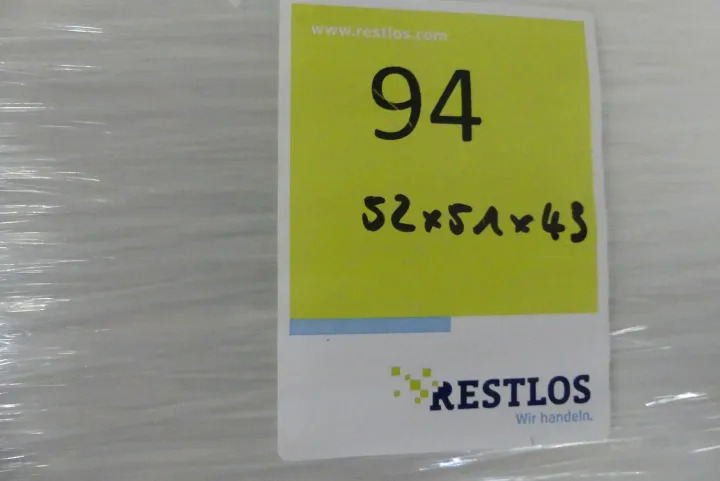 www.restlos.com
94
52x51x43
RESTLOS
Wir handeln.